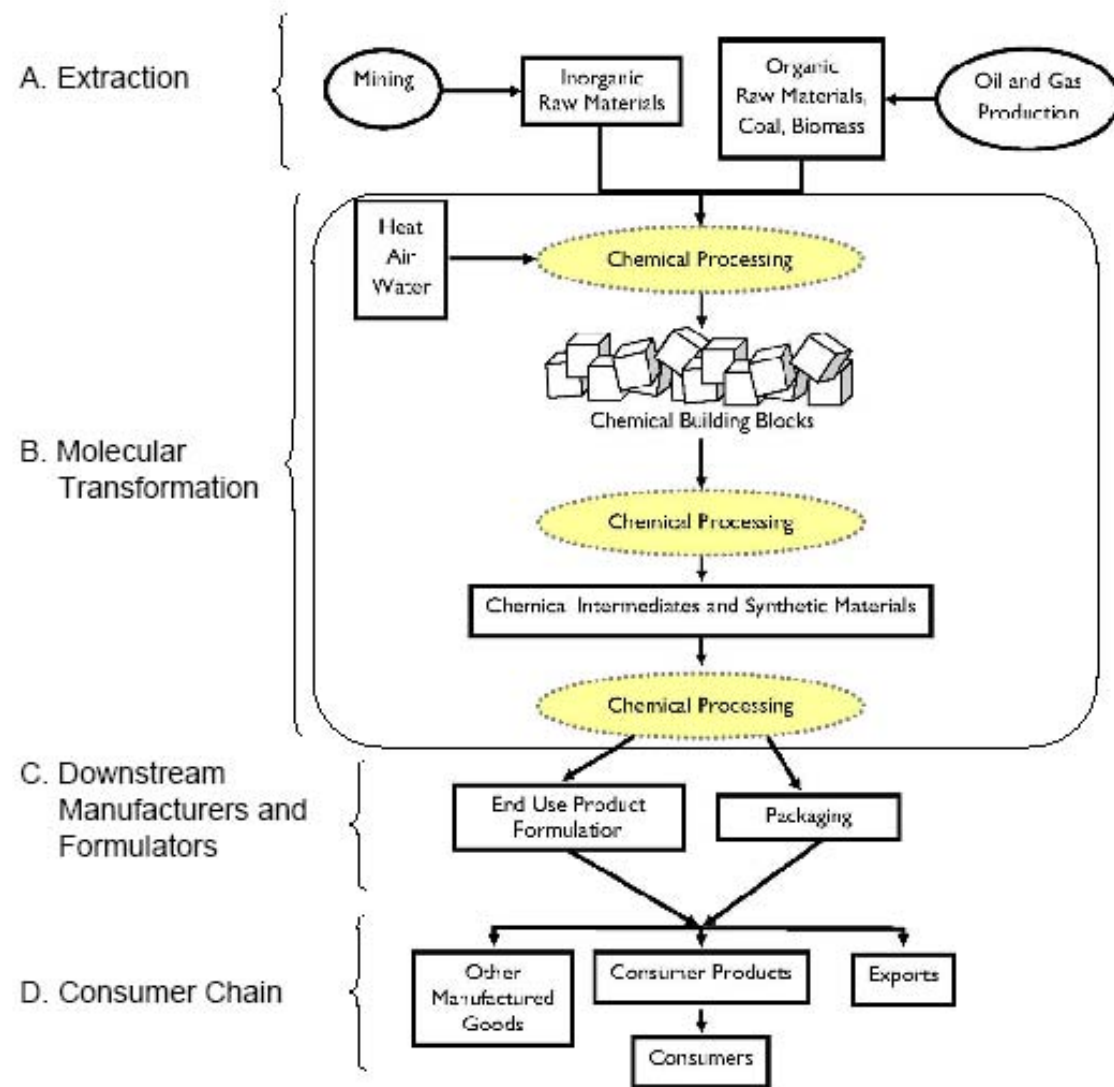 A. Extraction
Mining
Inorganic
Raw Materials
Organic
Raw Materials,
Coal, Biomass
Oil and Gas
Production
B. Molecular
Transformation
Heat
Air
Water
Chemical Processing
Chemical Building Blocks
Chemical Processing
Chemical Intermediates and Synthetic Materials
Chemical Processing
C. Downstream
Manufacturers and
Formulators
End Use Product
Formulation
Packaging
D. Consumer Chain
Other
Manufactured
Goods
Consumer Products
Exports
Consumers